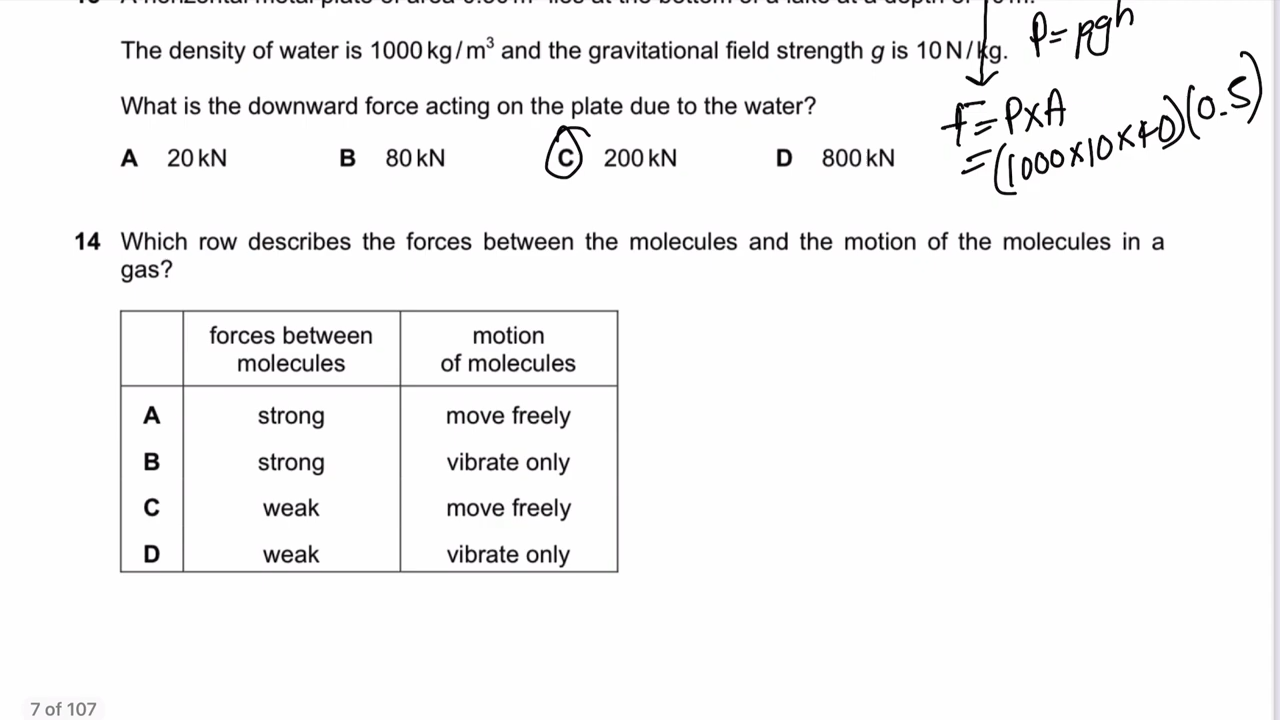 The density of water is 1000 kg/m³ and the gravitational field strength g is 10 N/kg.
P = ρgh
What is the downward force acting on the plate due to the water?
F = P×A
= (1000×10×40)(0.5)
A 20 kN B 80 kN C 200 kN D 800 kN
14 Which row describes the forces between the molecules and the motion of the molecules in a
gas?
forces between
molecules
motion
of molecules
A strong move freely
B strong vibrate only
C weak move freely
D weak vibrate only
7 of 107